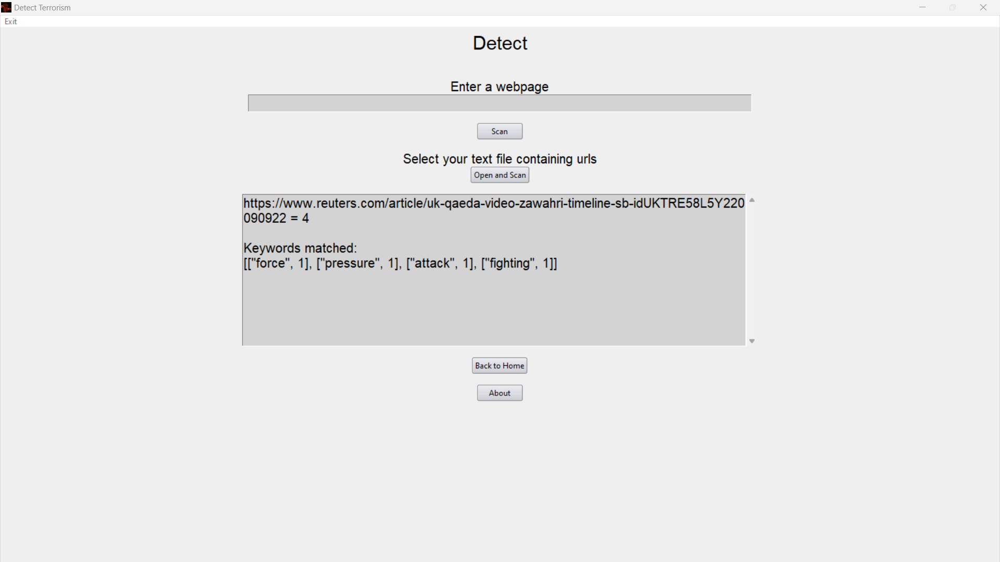 Detect Terrorism
Exit
Detect
Enter a webpage
Scan
Select your text file containing urls
Open and Scan
https://www.reuters.com/article/uk-qaeda-video-zawahri-timeline-sb-idUKTRE58L5Y220
090922 = 4
Keywords matched:
[["force", 1], ["pressure", 1], ["attack", 1], ["fighting", 1]]
Back to Home
About